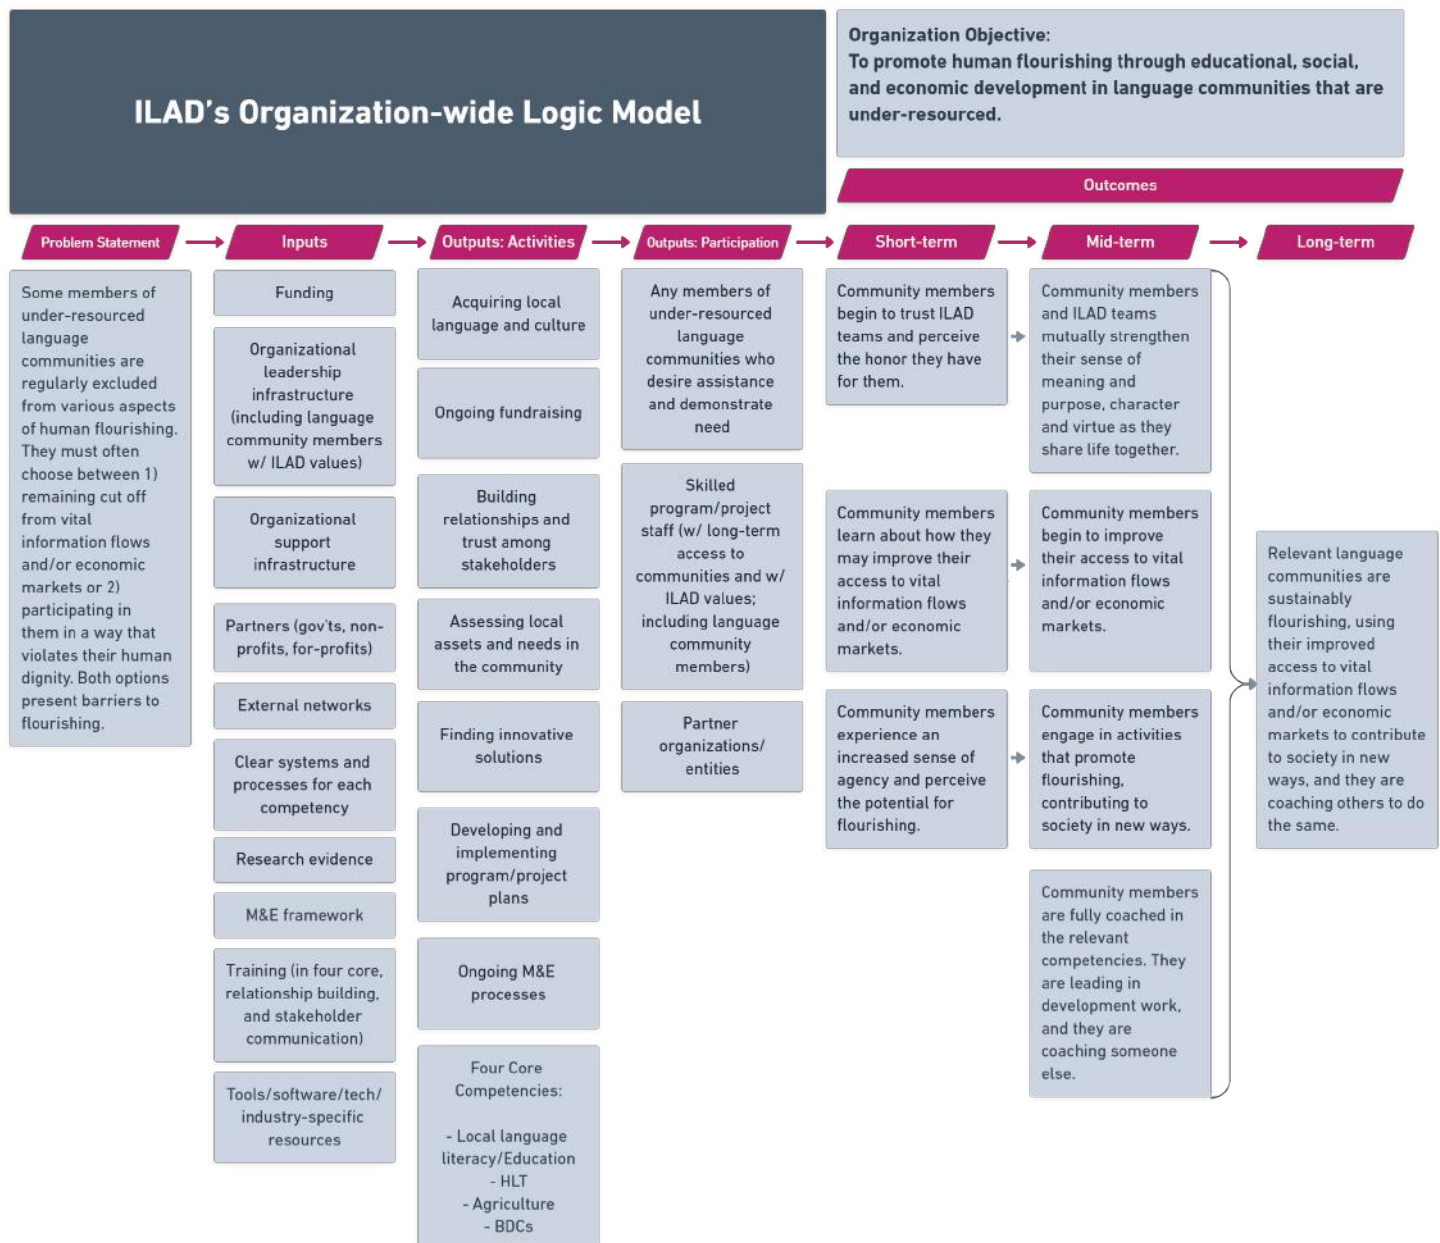 ILAD's Organization-wide Logic Model
Organization Objective:
To promote human flourishing through educational, social,
and economic development in language communities that are
under-resourced.
Outcomes
Problem Statement
Inputs
Outputs: Activities
Outputs: Participation
Short-term
Mid-term
Long-term
Some members of
under-resourced
language
communities are
regularly excluded
from various aspects
of human flourishing.
They must often
choose between 1)
remaining cut off
from vital
information flows
and/or economic
markets or 2)
participating in
them in a way that
violates their human
dignity. Both options
present barriers to
flourishing.
Funding
Organizational
leadership
infrastructure
(including language
community members
w/ ILAD values)
Organizational
support
infrastructure
Partners (gov'ts, non-
profits, for-profits)
External networks
Clear systems and
processes for each
competency
Research evidence
M&E framework
Training (in four core,
relationship building,
and stakeholder
communication)
Tools/software/tech/
industry-specific
resources
Acquiring local
language and culture
Ongoing fundraising
Building
relationships and
trust among
stakeholders
Assessing local
assets and needs in
the community
Finding innovative
solutions
Developing and
implementing
program/project
plans
Ongoing M&E
processes
Four Core
Competencies:
- Local language
literacy/Education
- HLT
- Agriculture
- BDCs
Any members of
under-resourced
language
communities who
desire assistance
and demonstrate
need
Skilled
program/project
staff (w/ long-term
access to
communities and w/
ILAD values;
including language
community
members)
Partner
organizations/
entities
Community members
begin to trust ILAD
teams and perceive
the honor they have
for them.
Community members
learn about how they
may improve their
access to vital
information flows
and/or economic
markets.
Community members
experience an
increased sense of
agency and perceive
the potential for
flourishing.
Community members
and ILAD teams
mutually strengthen
their sense of
meaning and
purpose, character
and virtue as they
share life together.
Community members
begin to improve
their access to vital
information flows
and/or economic
markets.
Community members
engage in activities
that promote
flourishing,
contributing to
society in new ways.
Community members
are fully coached in
the relevant
competencies. They
are leading in
development work,
and they are
coaching someone
else.
Relevant language
communities are
sustainably
flourishing, using
their improved
access to vital
information flows
and/or economic
markets to contribute
to society in new
ways, and they are
coaching others to do
the same.